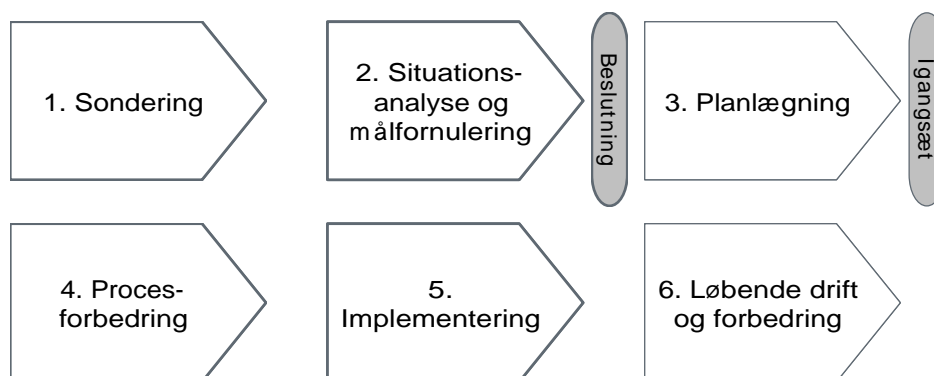 1. Sondering
2. Situations-
analyse og
målfornulering
Beslutning
3. Planlægning
Igangsæt
4. Proces-
forbedring
5.
Implementering
6. Løbende drift
og forbedring